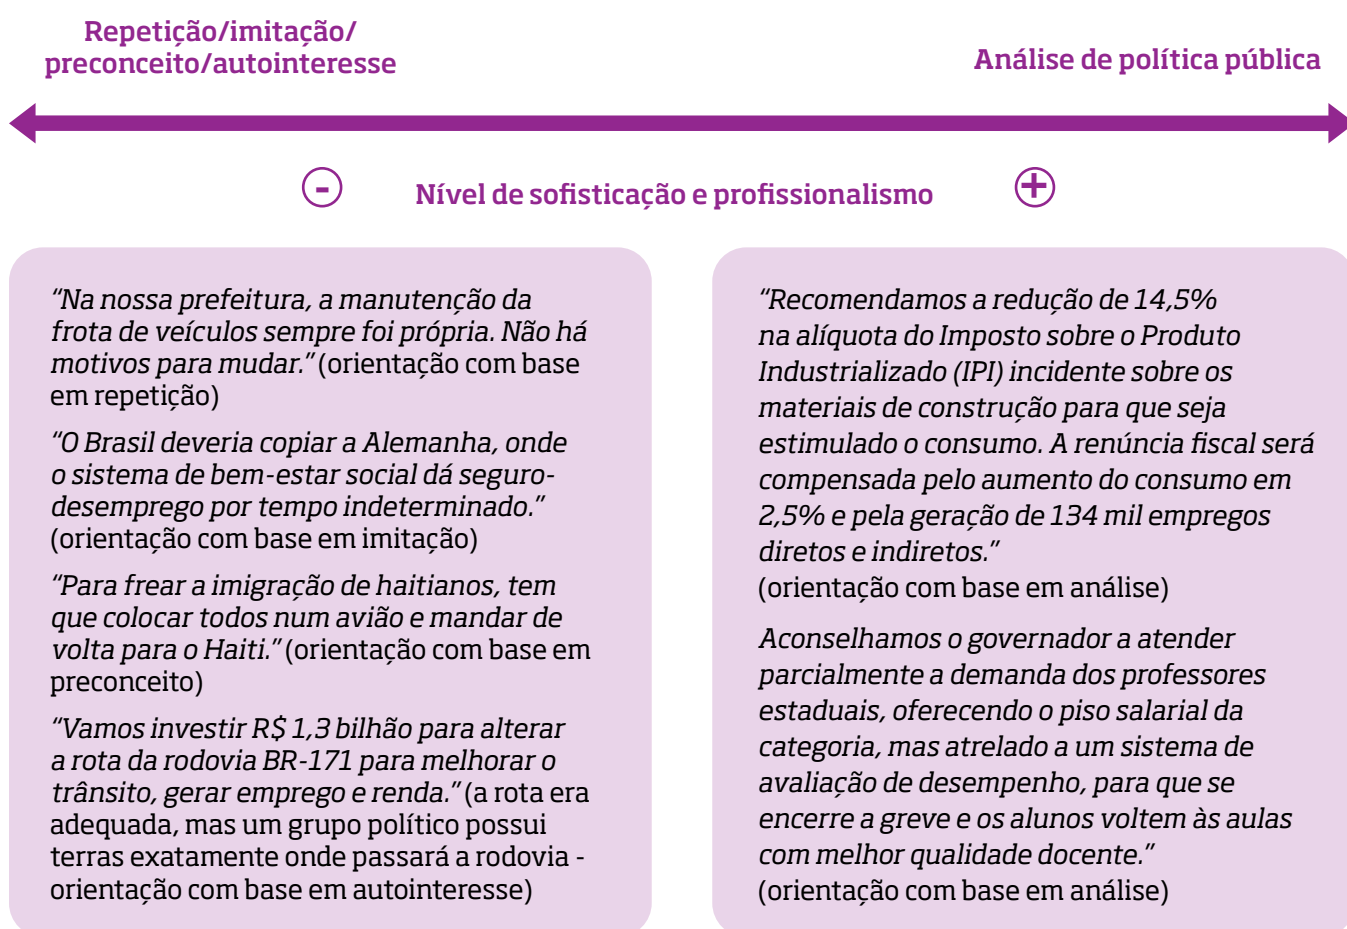 Repetição/imitação/
preconceito/autointeresse
Análise de política pública
-
Nível de sofisticação e profissionalismo
+
“Na nossa prefeitura, a manutenção da
frota de veículos sempre foi própria. Não há
motivos para mudar.” (orientação com base
em repetição)
“O Brasil deveria copiar a Alemanha, onde
o sistema de bem-estar social dá seguro-
desemprego por tempo indeterminado.”
(orientação com base em imitação)
“Para frear a imigração de haitianos, tem
que colocar todos num avião e mandar de
volta para o Haiti.” (orientação com base em
preconceito)
“Vamos investir R$ 1,3 bilhão para alterar
a rota da rodovia BR-171 para melhorar o
trânsito, gerar emprego e renda.” (a rota era
adequada, mas um grupo político possui
terras exatamente onde passará a rodovia -
orientação com base em autointeresse)
“Recomendamos a redução de 14,5%
na alíquota do Imposto sobre o Produto
Industrializado (IPI) incidente sobre os
materiais de construção para que seja
estimulado o consumo. A renúncia fiscal será
compensada pelo aumento do consumo em
2,5% e pela geração de 134 mil empregos
diretos e indiretos.”
(orientação com base em análise)
Aconselhamos o governador a atender
parcialmente a demanda dos professores
estaduais, oferecendo o piso salarial da
categoria, mas atrelado a um sistema de
avaliação de desempenho, para que se
encerre a greve e os alunos voltem às aulas
com melhor qualidade docente.”
(orientação com base em análise)